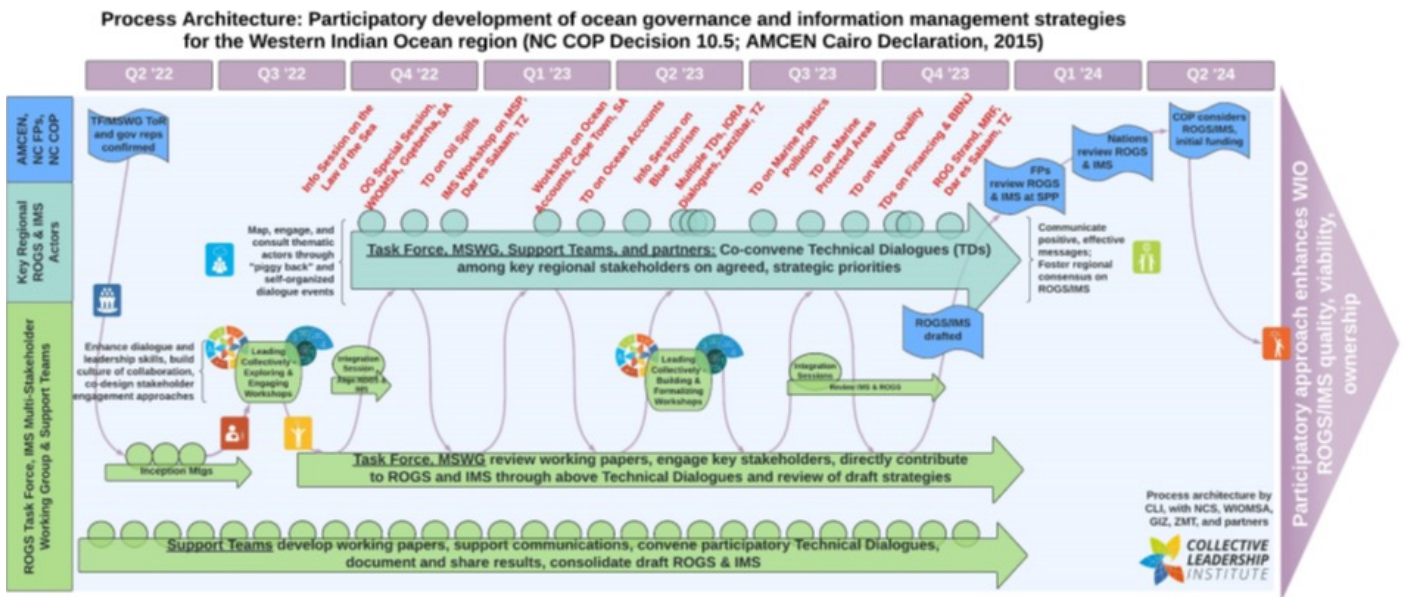 Process Architecture: Participatory development of ocean governance and information management strategies
for the Western Indian Ocean region (NC COP Decision 10.5; AMCEN Cairo Declaration, 2015)
Q2 '22
Q3 '22
Q4 '22
Q1 '23
Q2 '23
Q3 '23
Q4 '23
Q1 '24
Q2 '24
AMCEN,
NC FPs,
NC COP
TF/MSWG ToR
and gov reps
confirmed
Info Session on the
Law of the Sea
OG Special Session,
WIOMSA, Gqeberha, SA
TD on Oil Spills
IMS Workshop on MSP,
Dar es Salaam, TZ
Workshop on Ocean
Accounts, Cape Town, SA
TD on Ocean Accounts
Info Session on
Blue Tourism
Multiple TDs, IORA
Dialogues, Zanzibar, TZ
TD on Marine Plastics
Pollution
TD on Marine
Protected Areas
TD on Water Quality
TDs on Financing & BBNJ
ROG Strand, MRF,
Dar es Salaam, TZ
FPs
review ROGS
& IMS at SPP
Nations
review ROGS
& IMS
COP considers
ROGS/IMS,
initial funding
Key Regional
ROGS & IMS
Actors
Map, engage, and
consult thematic
actors through
"piggy back" and
self-organized
dialogue events
Task Force, MSWG, Support Teams, and partners: Co-convene Technical Dialogues (TDs)
among key regional stakeholders on agreed, strategic priorities
Communicate
positive, effective
messages;
Foster regional
consensus on
ROGS/IMS
ROGS Task Force, IMS Multi-Stakeholder
Working Group & Support Teams
Enhance dialogue and
leadership skills, build
culture of collaboration,
co-design stakeholder
engagement approaches
Leading
Collectively -
Exploring &
Engaging
Workshops
Integration
Session
Align ROGS &
IMS
Leading
Collectively -
Building &
Formalizing
Workshops
Integration
Sessions
Review IMS & ROGS
ROGS/IMS
drafted
Inception Mtgs
Task Force, MSWG review working papers, engage key stakeholders, directly contribute
to ROGS and IMS through above Technical Dialogues and review of draft strategies
Support Teams develop working papers, support communications, convene participatory Technical Dialogues,
document and share results, consolidate draft ROGS & IMS
Process architecture by
CLI, with NCS, WIOMSA,
GIZ, ZMT, and partners
COLLECTIVE
LEADERSHIP
INSTITUTE
Participatory approach enhances WIO
ROGS/IMS quality, viability,
ownership